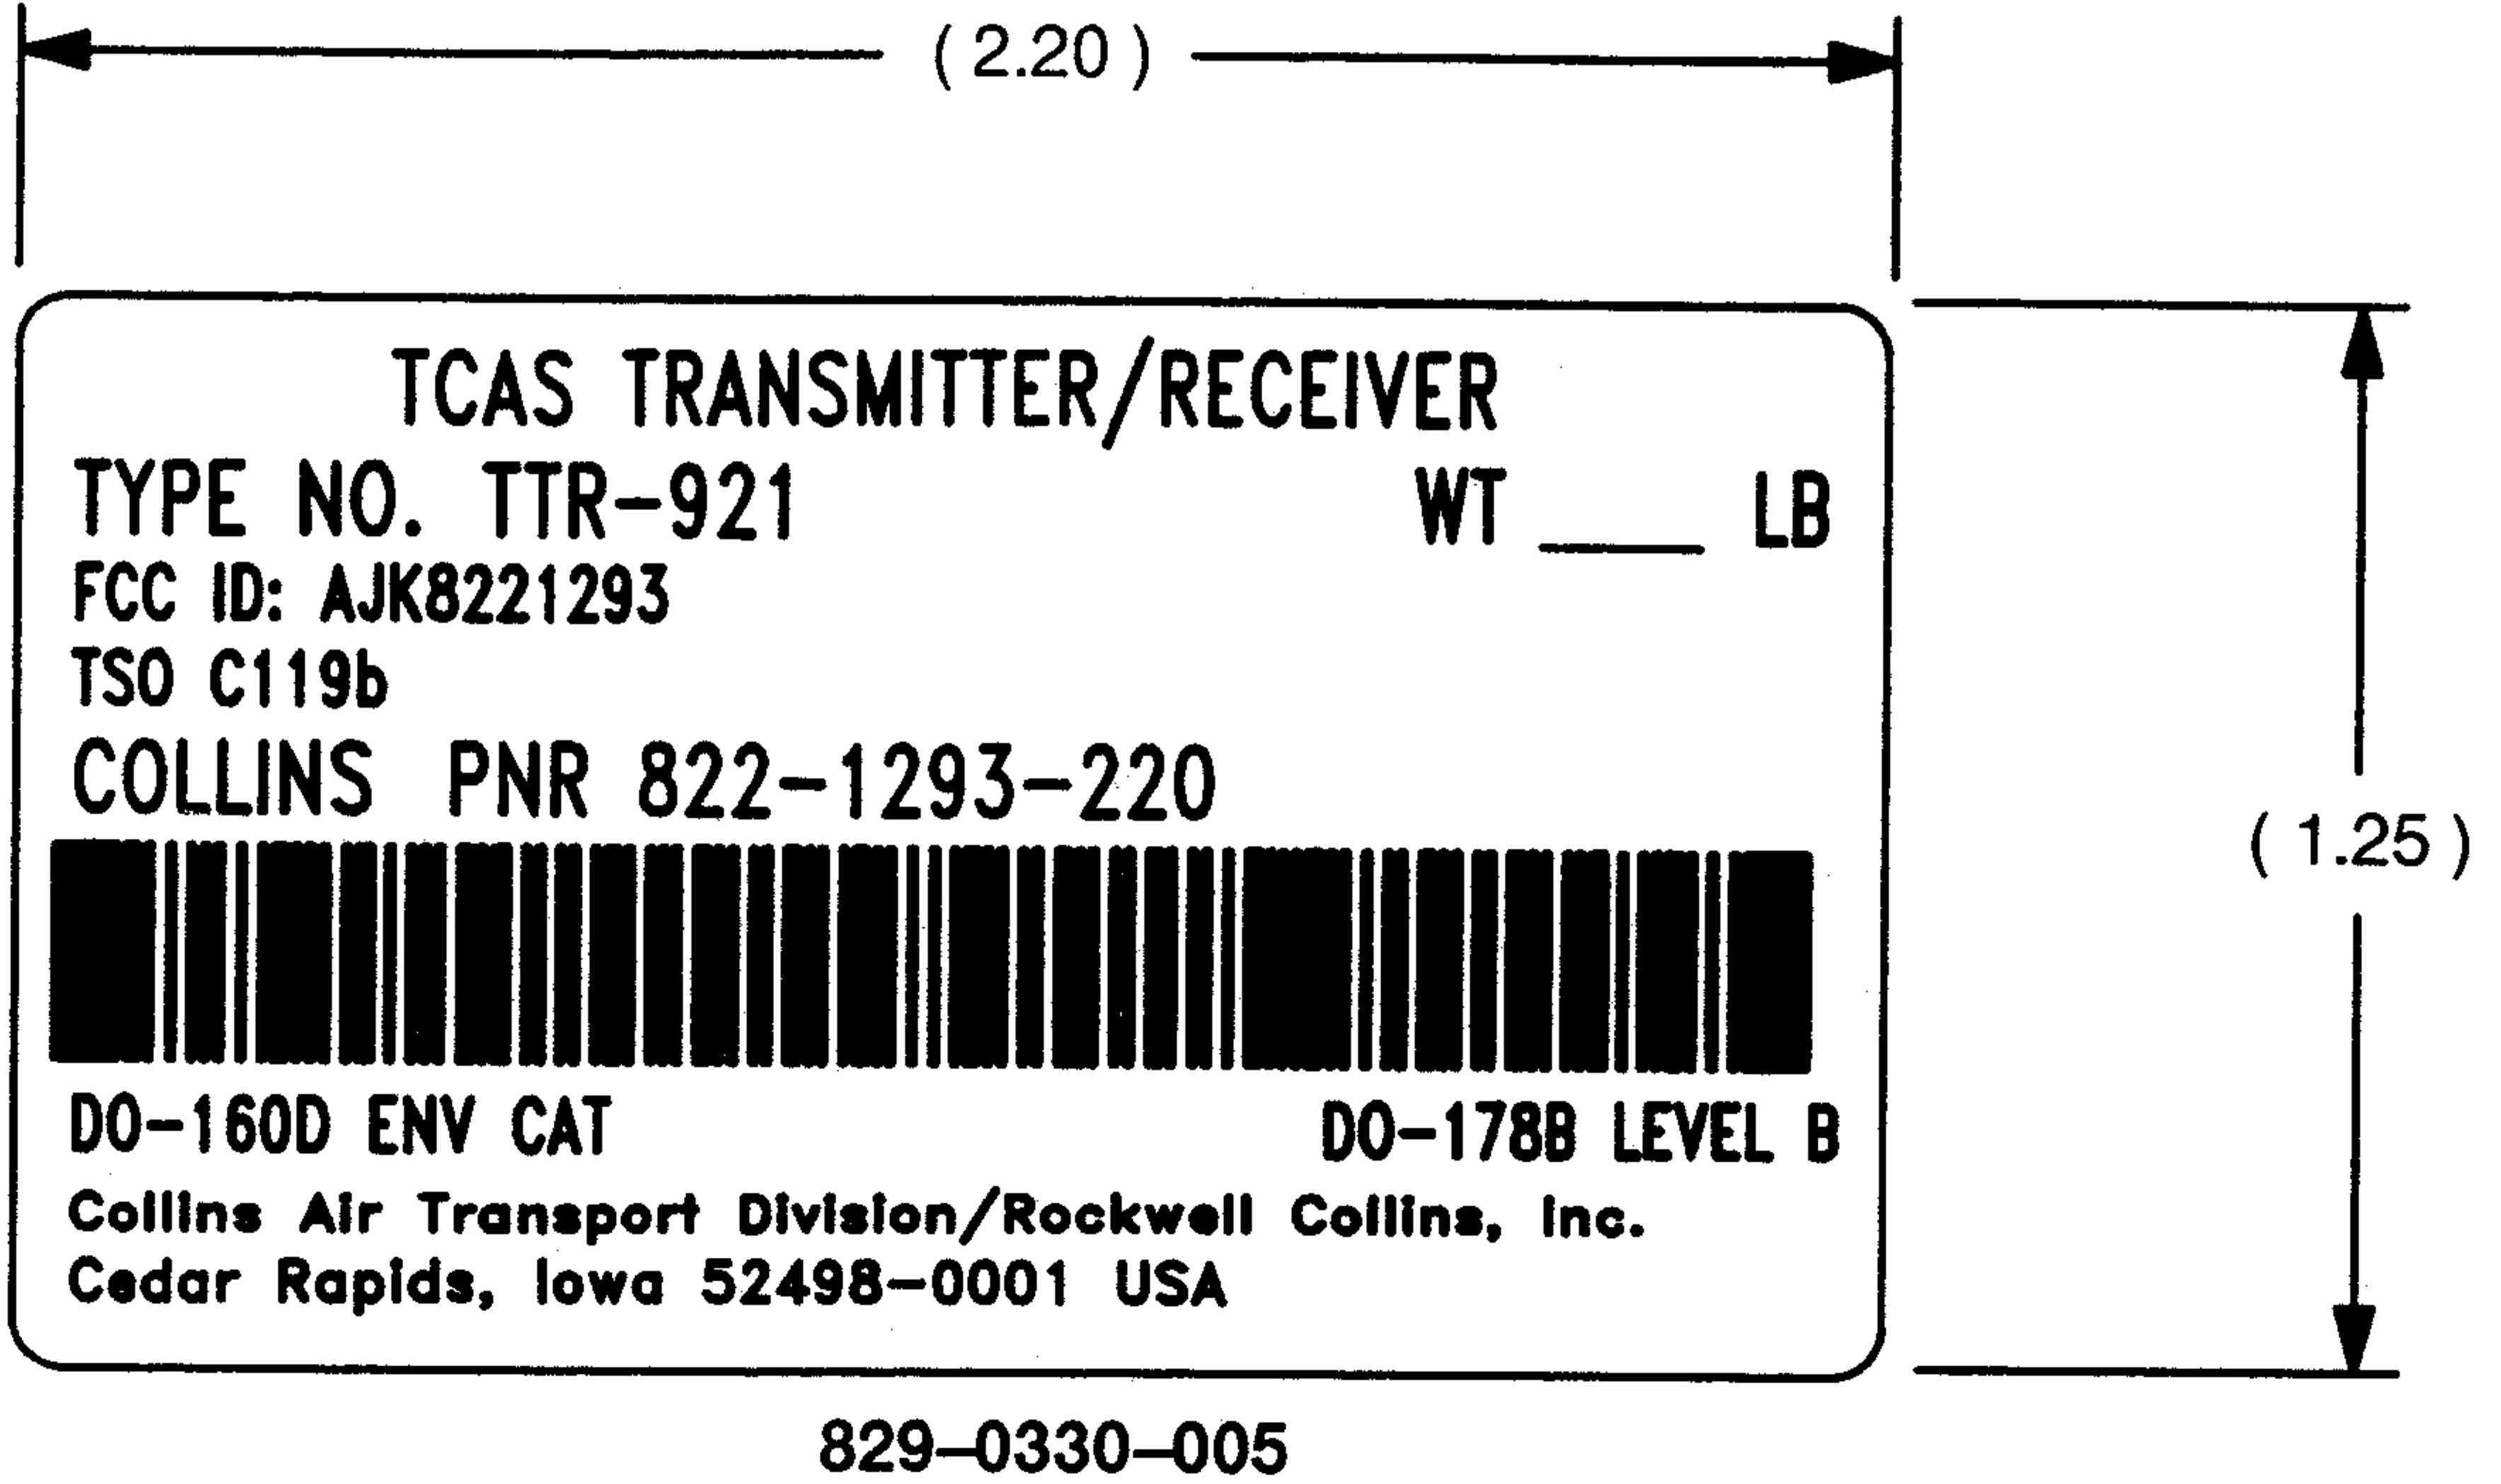 ( 2.20 )
TCAS TRANSMITTER/RECEIVER
TYPE NO. TTR-921 WT ____ LB
FCC ID: AJK8221293
TSO C119b
COLLINS PNR 822-1293-220
( 1.25 )
DO-160D ENV CAT DO-178B LEVEL B
Collins Air Transport Division/Rockwell Collins, Inc.
Cedar Rapids, Iowa 52498-0001 USA
829-0330-005